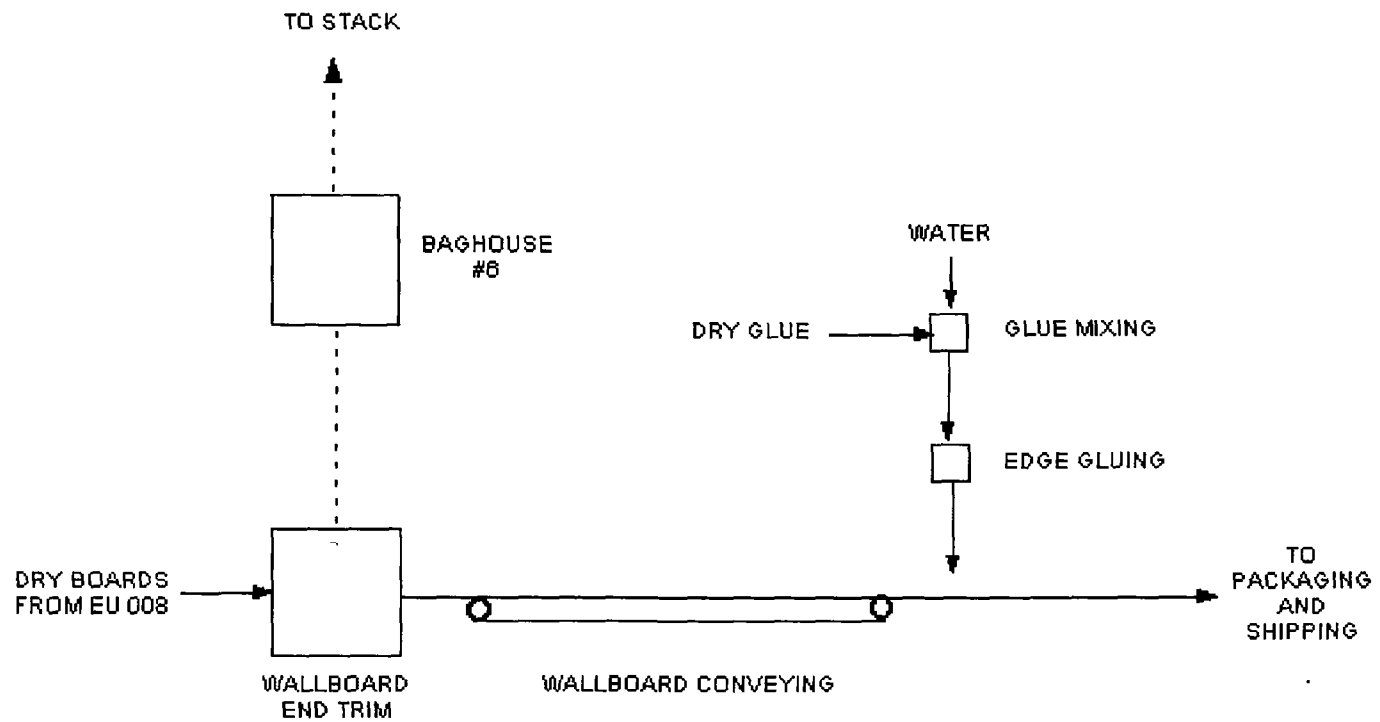 TO STACK
BAGHOUSE
#6
WATER
DRY GLUE
GLUE MIXING
EDGE GLUING
DRY BOARDS
FROM EU 008
TO
PACKAGING
AND
SHIPPING
WALLBOARD
END TRIM
WALLBOARD CONVEYING